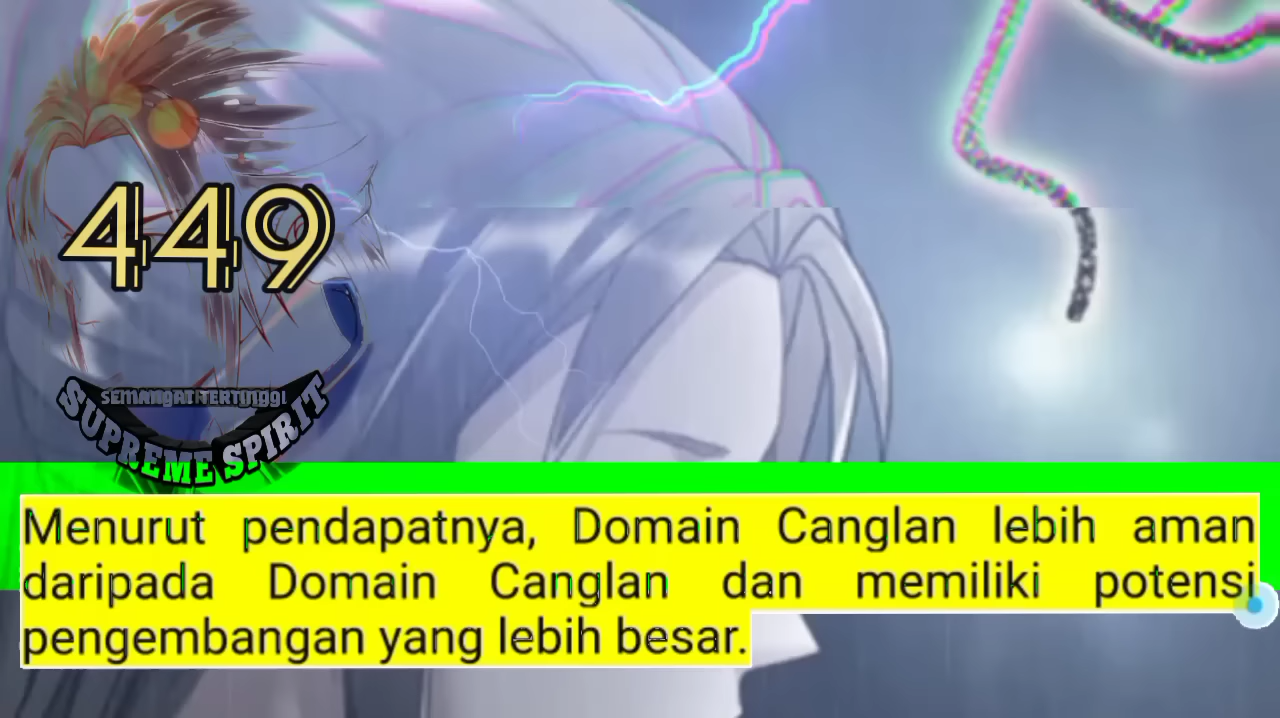 449
SEMANGAT TERTINGGI
SUPREME SPIRIT
Menurut pendapatnya, Domain Canglan lebih aman
daripada Domain Canglan dan memiliki potensi
pengembangan yang lebih besar.